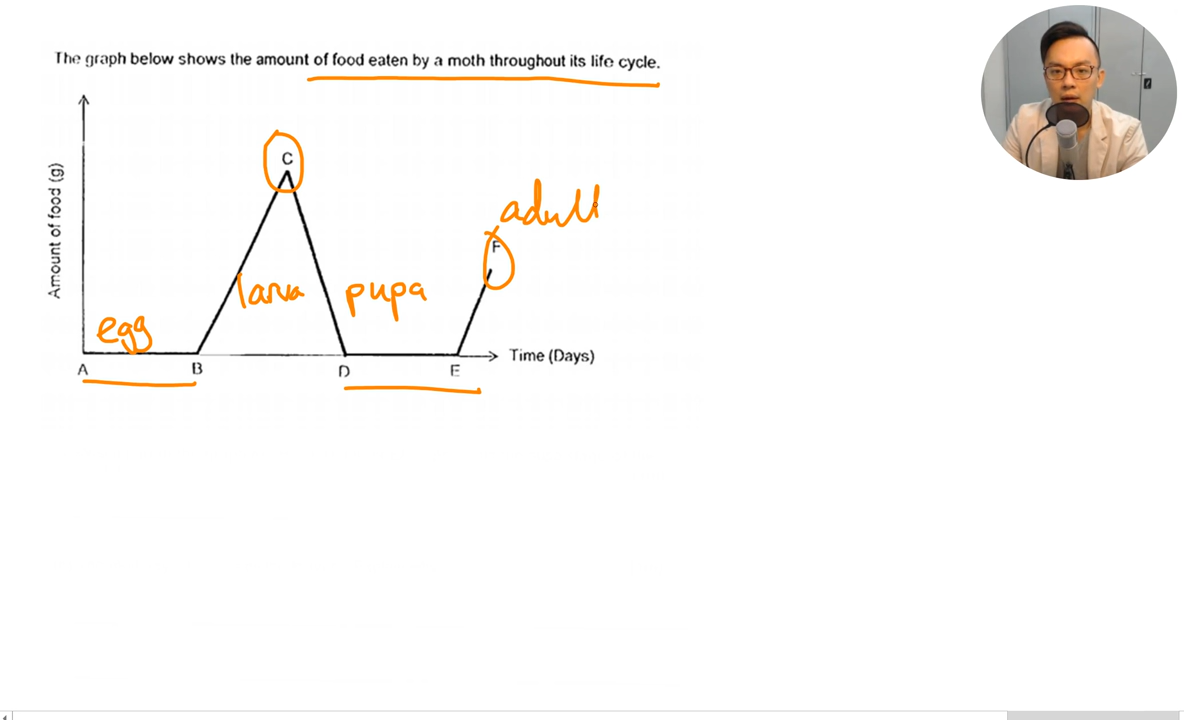 The graph below shows the amount of food eaten by a moth throughout its life cycle.
Amount of food (g)
C
adult
F
larva
pupa
egg
Time (Days)
A
B
D
E